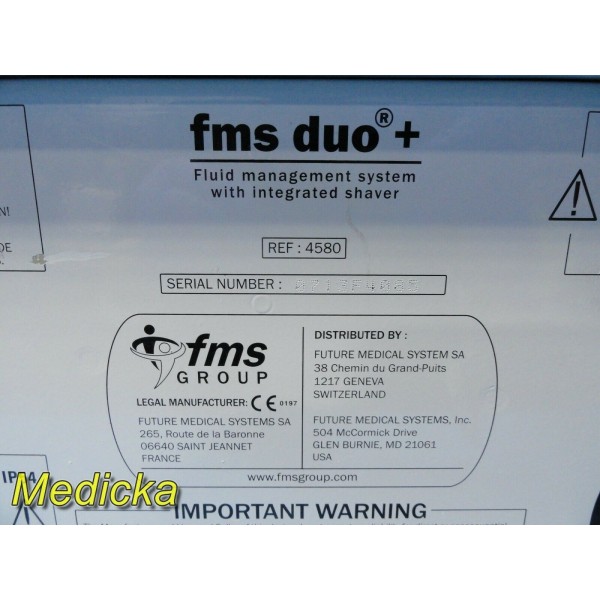 fms duo®+
Fluid management system
with integrated shaver
N!
DE
S.
REF : 4580
SERIAL NUMBER :
fms
GROUP
LEGAL MANUFACTURER: CE 0197
FUTURE MEDICAL SYSTEMS SA
265, Route de la Baronne
06640 SAINT JEANNET
FRANCE
DISTRIBUTED BY :
FUTURE MEDICAL SYSTEM SA
38 Chemin du Grand-Puits
1217 GENEVA
SWITZERLAND
FUTURE MEDICAL SYSTEMS, Inc.
504 McCormick Drive
GLEN BURNIE, MD 21061
USA
www.fmsgroup.com
Medicka
IMPORTANT WARNING